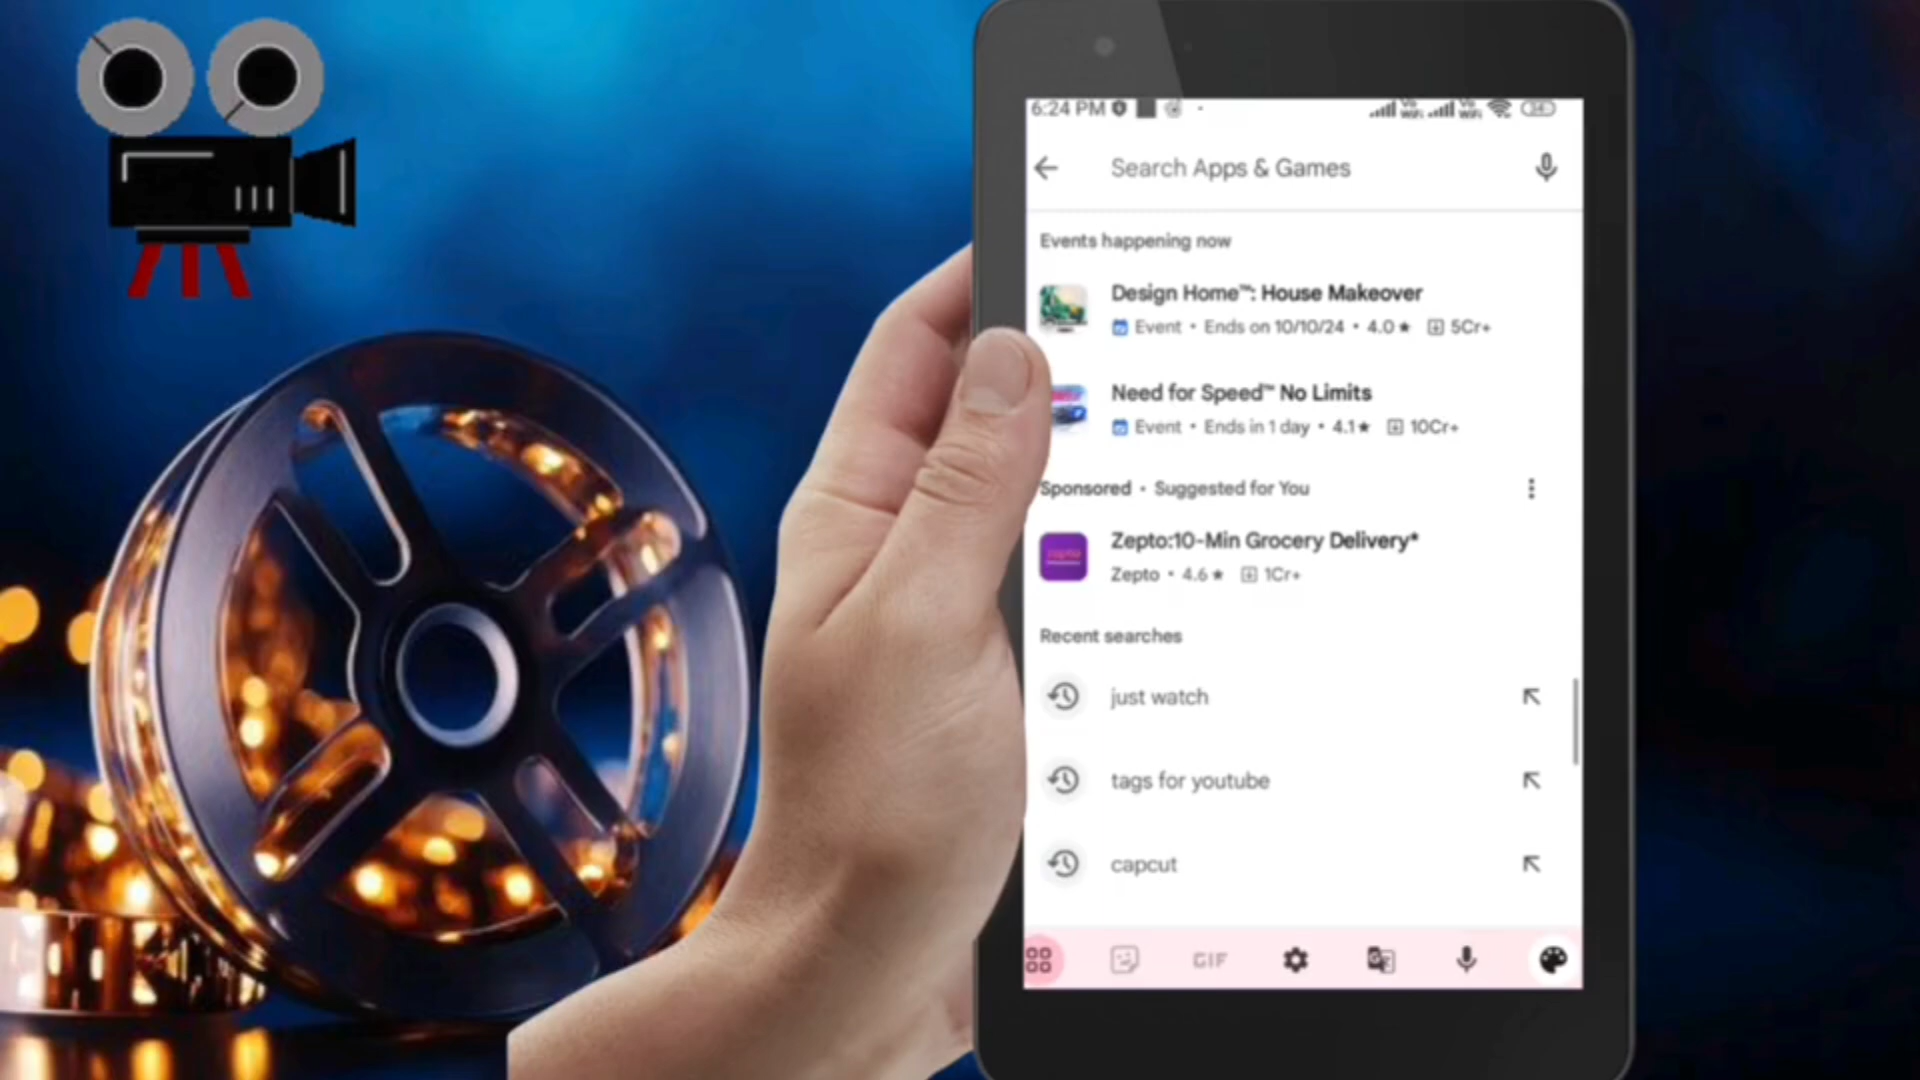 6:24 PM
Search Apps & Games
Events happening now
Design Home™: House Makeover
Event • Ends on 10/10/24 • 4.0★ 5Cr+
Need for Speed™ No Limits
Event • Ends in 1 day • 4.1★ 10Cr+
Sponsored • Suggested for You
Zepto:10-Min Grocery Delivery*
Zepto • 4.6★ 1Cr+
Recent searches
just watch
tags for youtube
capcut
GIF